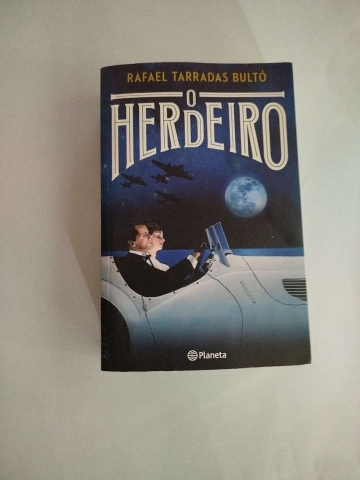 RAFAEL TARRADAS BULTÓ
O
HERDEIRO
Planeta